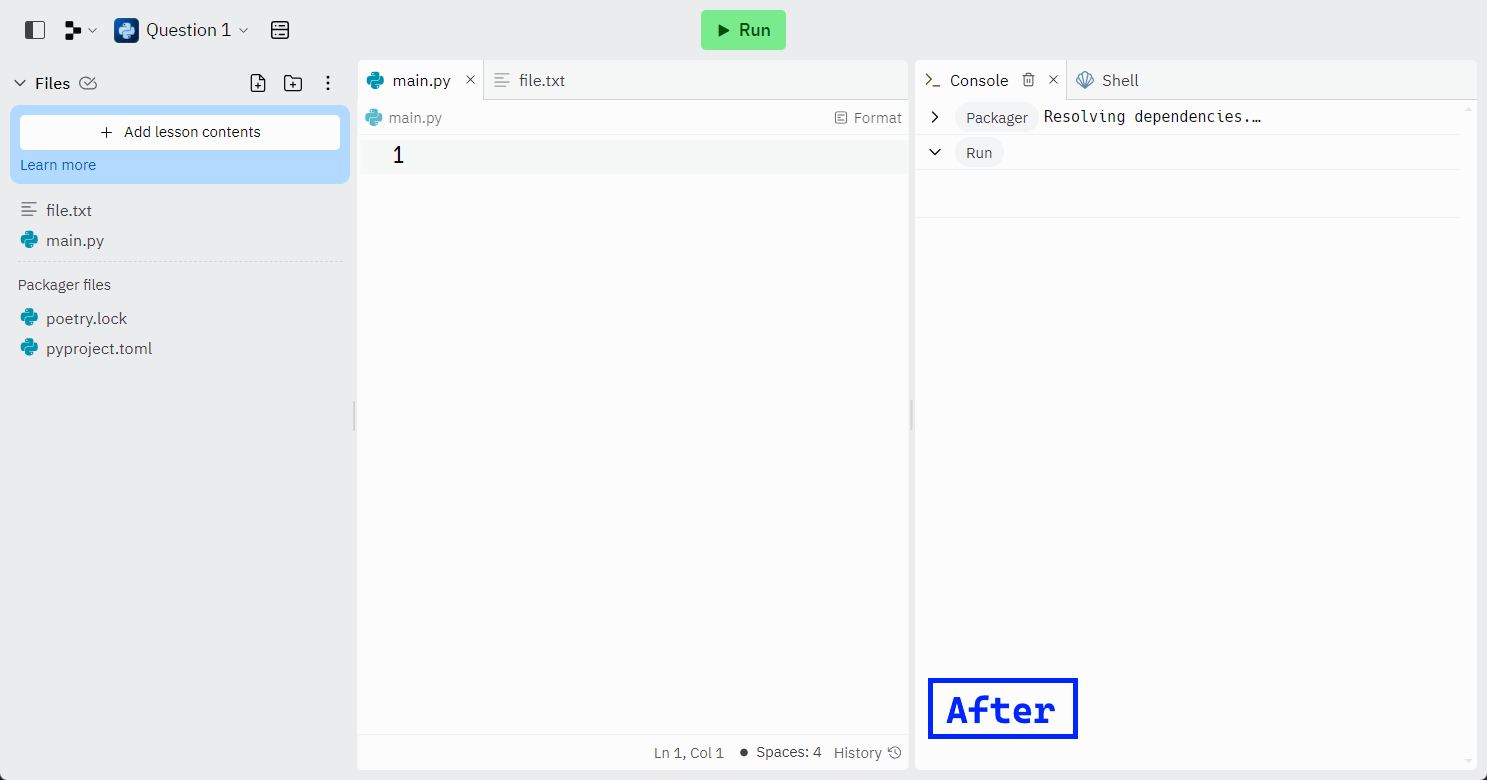 Question 1
Run
Files
Add lesson contents
Learn more
file.txt
main.py
Packager files
poetry.lock
pyproject.toml
main.py
file.txt
main.py
Format
1
Ln 1, Col 1
Spaces: 4
History
>_ Console
Shell
Packager
Resolving dependencies.…
Run
After